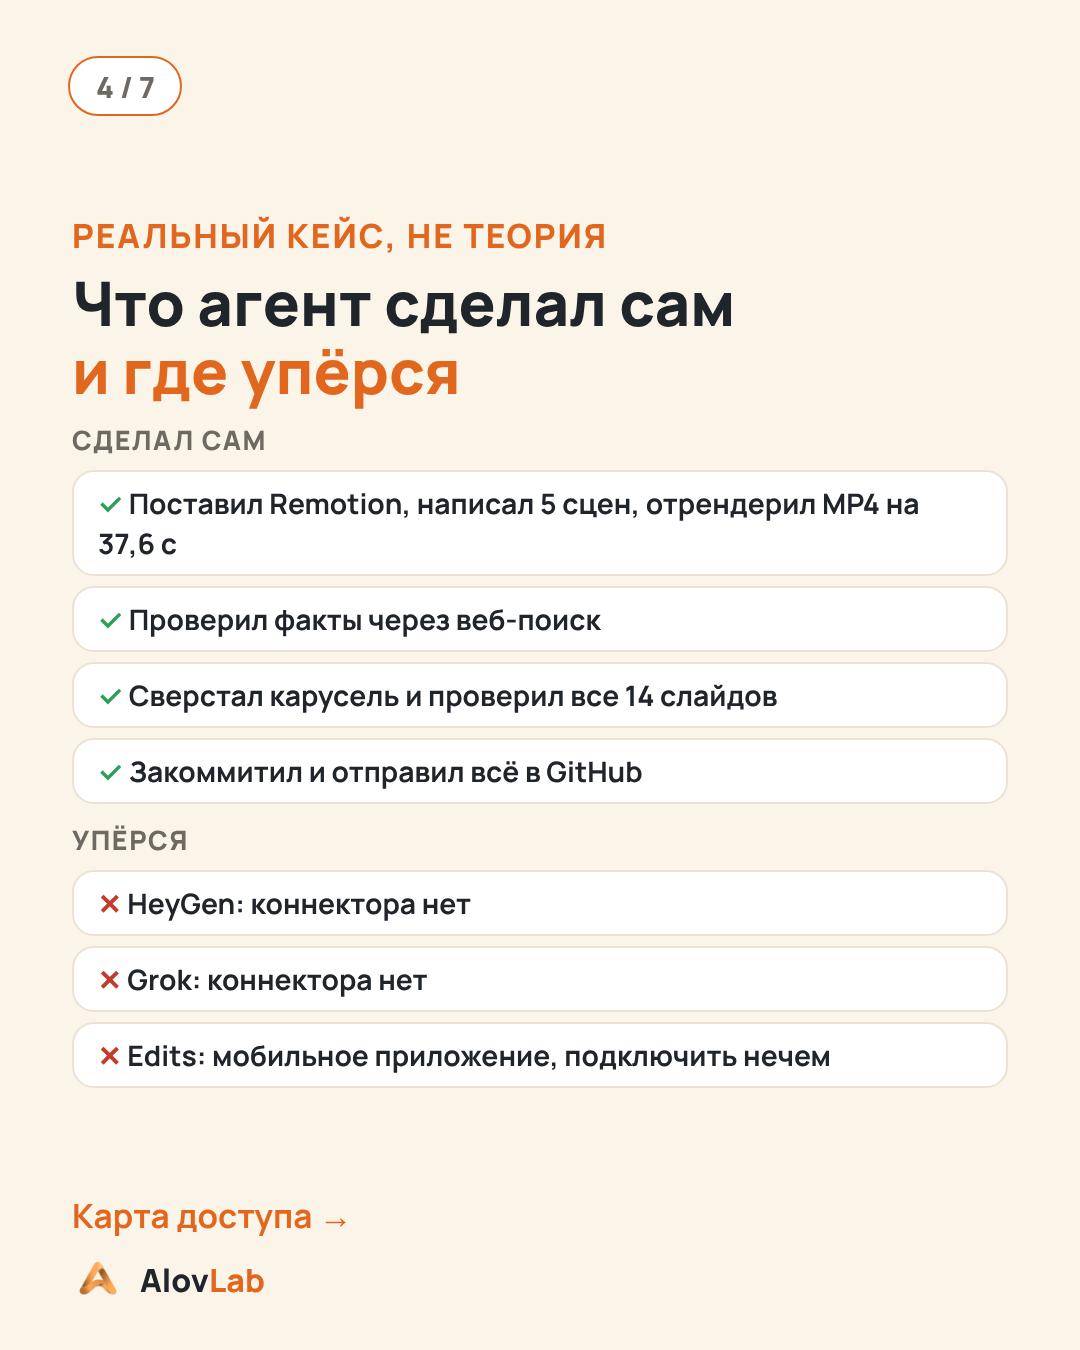 4 / 7
РЕАЛЬНЫЙ КЕЙС, НЕ ТЕОРИЯ
Что агент сделал сам
и где упёрся
СДЕЛАЛ САМ
✓ Поставил Remotion, написал 5 сцен, отрендерил MP4 на
37,6 с
✓ Проверил факты через веб-поиск
✓ Сверстал карусель и проверил все 14 слайдов
✓ Закоммитил и отправил всё в GitHub
УПЁРСЯ
✕ HeyGen: коннектора нет
✕ Grok: коннектора нет
✕ Edits: мобильное приложение, подключить нечем
Карта доступа →
AlovLab